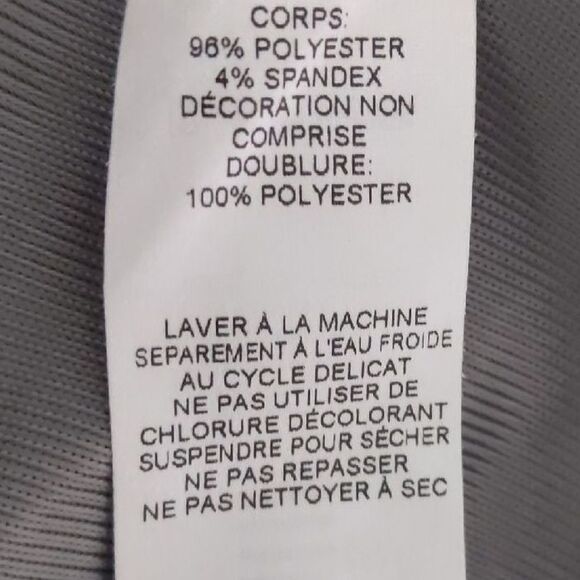 CORPS:
96% POLYESTER
4% SPANDEX
DÉCORATION NON
COMPRISE
DOUBLURE:
100% POLYESTER
LAVER À LA MACHINE
SEPAREMENT À L'EAU FROIDE
AU CYCLE DELICAT
NE PAS UTILISER DE
CHLORURE DÉCOLORANT
SUSPENDRE POUR SÉCHER
NE PAS REPASSER
NE PAS NETTOYER À SEC